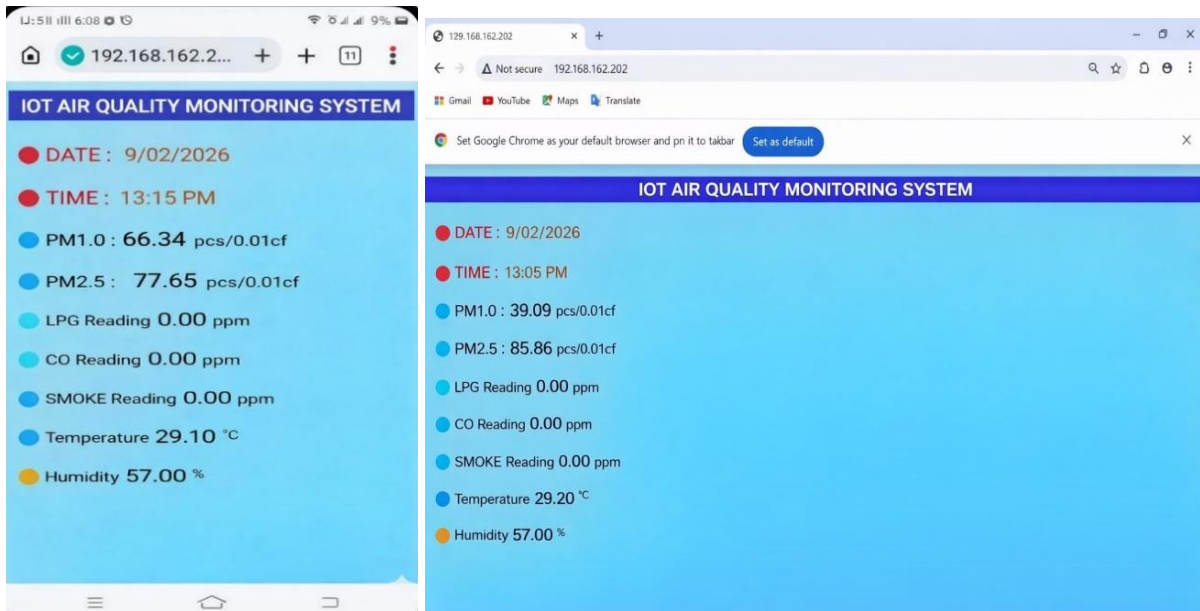 IJ:5II illl 6:08 9%
192.168.162.2... + + 11
IOT AIR QUALITY MONITORING SYSTEM
DATE : 9/02/2026
TIME : 13:15 PM
PM1.0 : 66.34 pcs/0.01cf
PM2.5 : 77.65 pcs/0.01cf
LPG Reading 0.00 ppm
CO Reading 0.00 ppm
SMOKE Reading 0.00 ppm
Temperature 29.10 °C
Humidity 57.00 %
129.168.162.202
Not secure 192.168.162.202
Gmail YouTube Maps Translate
Set Google Chrome as your default browser and pn it to takbar Set as default
IOT AIR QUALITY MONITORING SYSTEM
DATE : 9/02/2026
TIME : 13:05 PM
PM1.0 : 39.09 pcs/0.01cf
PM2.5 : 85.86 pcs/0.01cf
LPG Reading 0.00 ppm
CO Reading 0.00 ppm
SMOKE Reading 0.00 ppm
Temperature 29.20 °C
Humidity 57.00 %